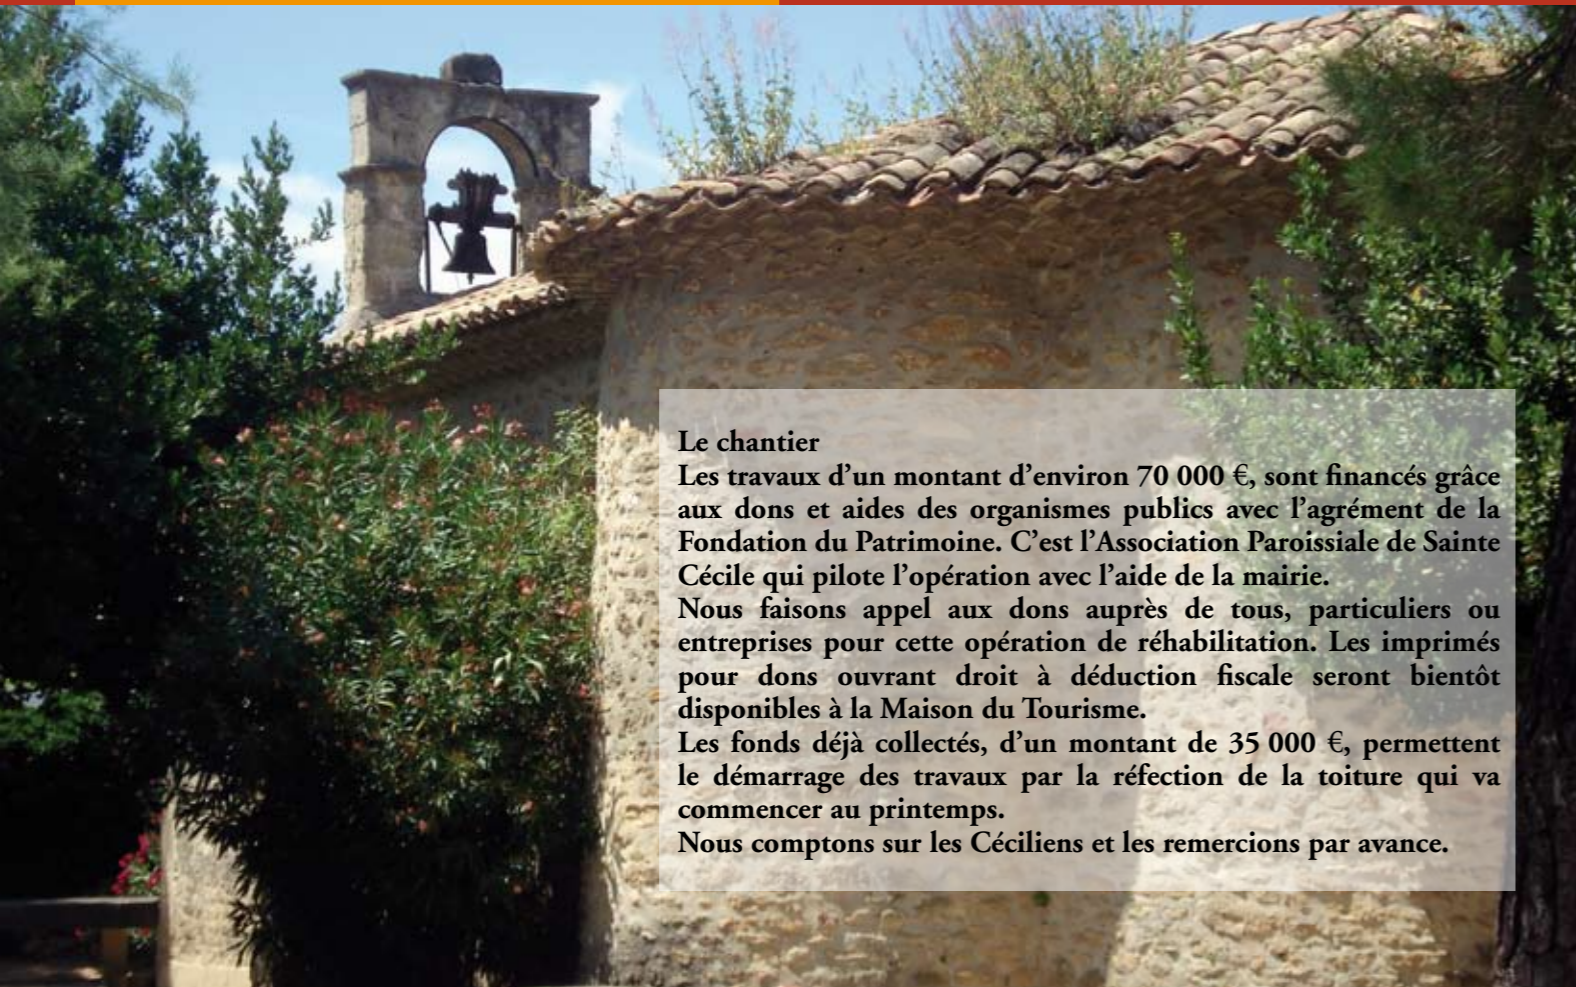 Le chantier
Les travaux d’un montant d’environ 70 000 €, sont financés grâce
aux dons et aides des organismes publics avec l’agrément de la
Fondation du Patrimoine. C’est l’Association Paroissiale de Sainte
Cécile qui pilote l’opération avec l’aide de la mairie.
Nous faisons appel aux dons auprès de tous, particuliers ou
entreprises pour cette opération de réhabilitation. Les imprimés
pour dons ouvrant droit à déduction fiscale seront bientôt
disponibles à la Maison du Tourisme.
Les fonds déjà collectés, d’un montant de 35 000 €, permettent
le démarrage des travaux par la réfection de la toiture qui va
commencer au printemps.
Nous comptons sur les Céciliens et les remercions par avance.